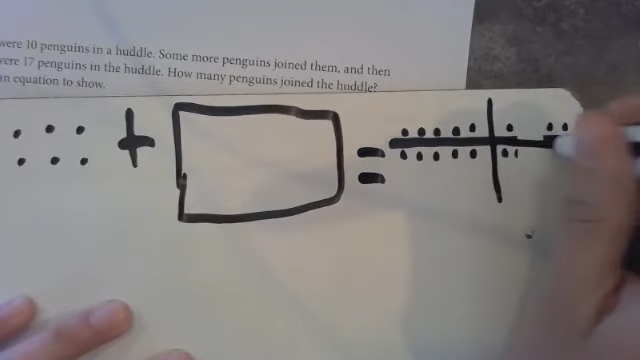 were 10 penguins in a huddle. Some more penguins joined them, and then
were 17 penguins in the huddle. How many penguins joined the huddle?
an equation to show.
+ =